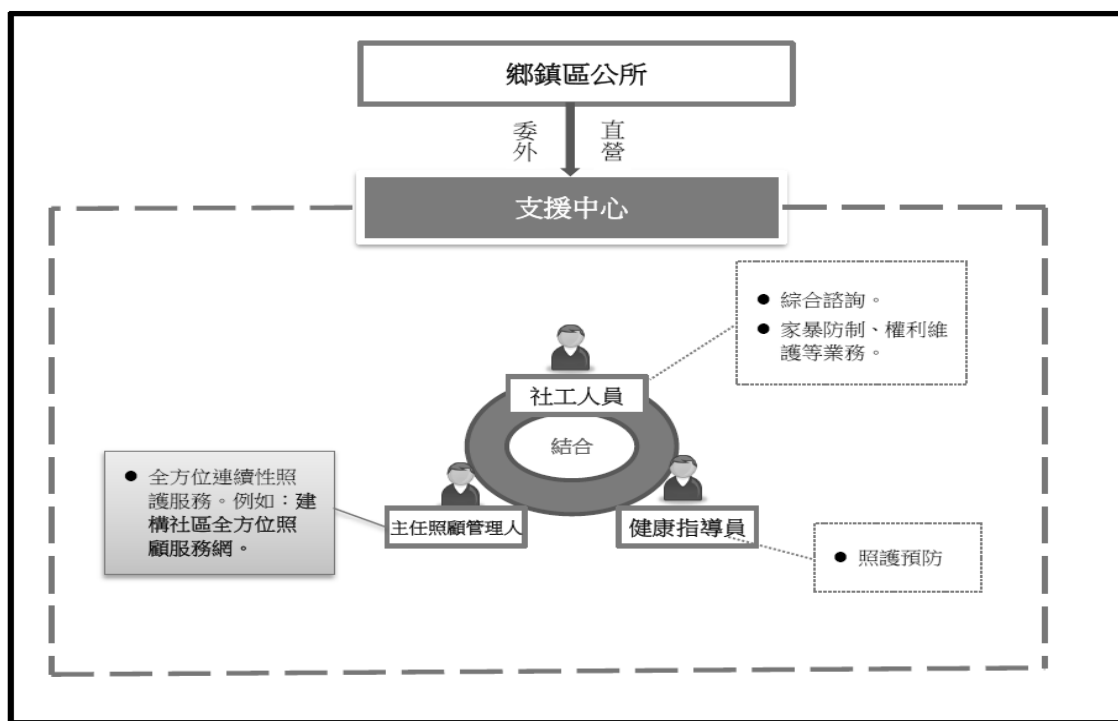 鄉鎮區公所
委外
直營
支援中心
● 綜合諮詢。
● 家暴防制、權利維
護等業務。
社工人員
結合
● 全方位連續性照
護服務。例如：建
構社區全方位照
顧服務網。
主任照顧管理人
健康指導員
● 照護預防